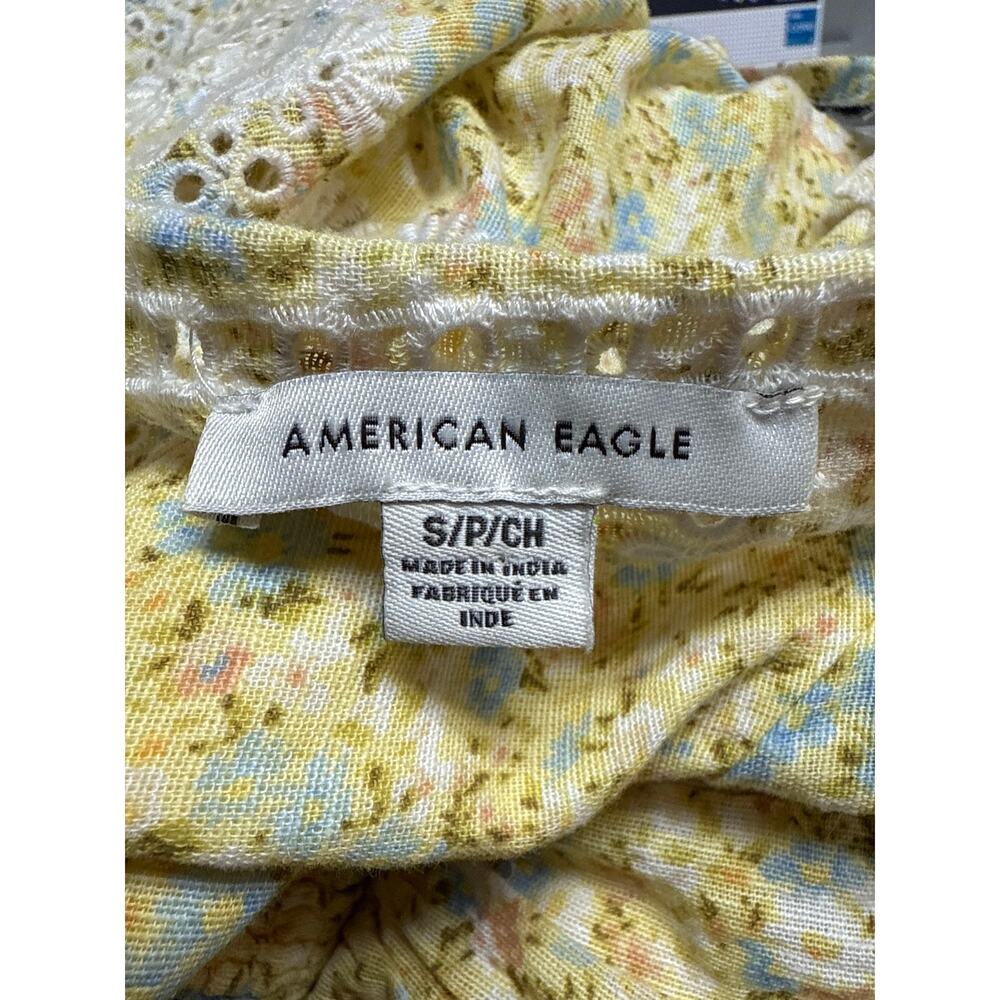 AMERICAN EAGLE
S/P/CH
MADE IN INDIA
FABRIQUÉ EN
INDE